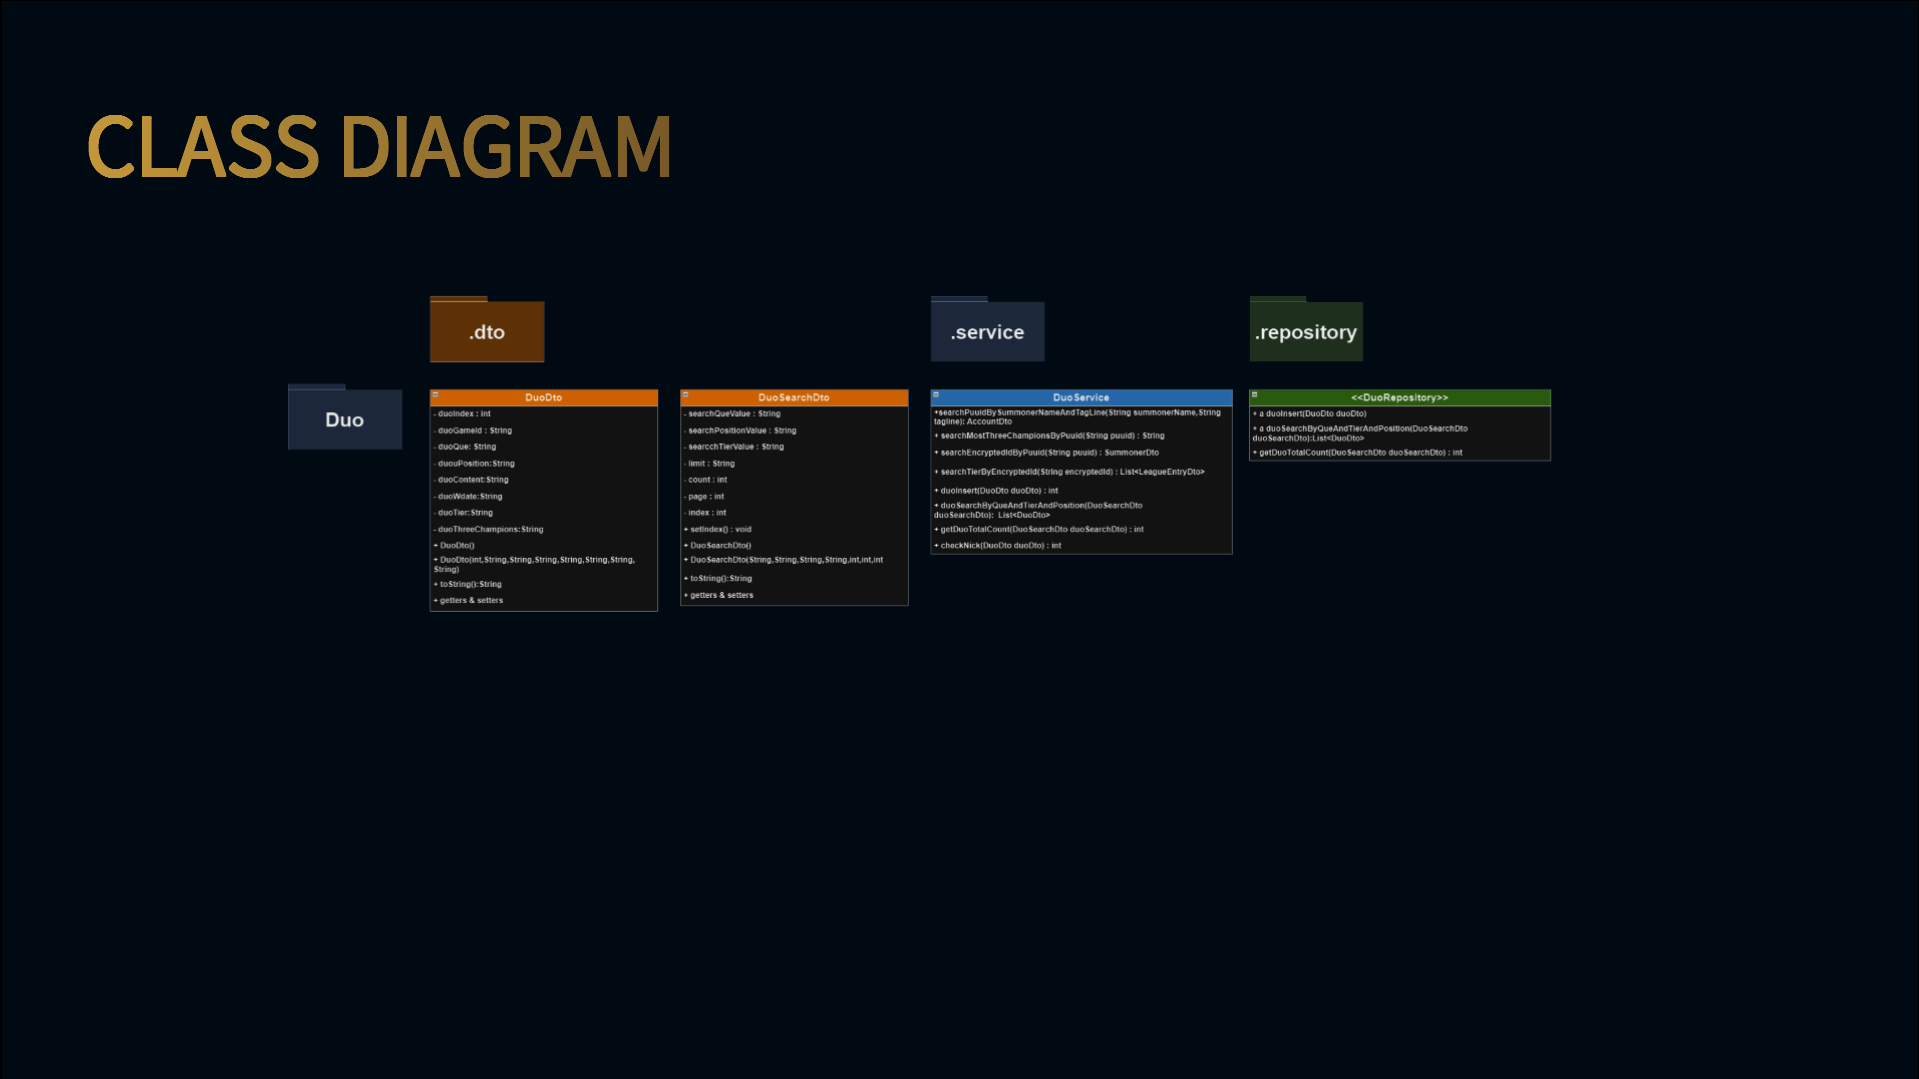 CLASS DIAGRAM
.dto
.service
.repository
Duo
DuoDto
- duoIndex : int
- duoGameId : String
- duoQue: String
- duouPosition:String
- duoContent:String
- duoWdate:String
- duoTier:String
- duoThreeChampions:String
+ DuoDto()
+ DuoDto(int,String,String,String,String,String,String,
String)
+ toString():String
+ getters & setters
DuoSearchDto
- searchQueValue : String
- searchPositionValue : String
- searcchTierValue : String
- limit : String
- count : int
- page : int
- index : int
+ setIndex() : void
+ DuoSearchDto()
+ DuoSearchDto(String,String,String,String,int,int,int
+ toString():String
+ getters & setters
DuoService
+searchPuuidBySummonerNameAndTagLine(String summonerName,String
tagline): AccountDto
+ searchMostThreeChampionsByPuuid(String puuid) : String
+ searchEncryptedIdByPuuid(String puuid) : SummonerDto
+ searchTierByEncryptedId(String encryptedId) : List<LeagueEntryDto>
+ duoInsert(DuoDto duoDto) : int
+ duoSearchByQueAndTierAndPosition(DuoSearchDto
duoSearchDto): List<DuoDto>
+ getDuoTotalCount(DuoSearchDto duoSearchDto) : int
+ checkNick(DuoDto duoDto) : int
<<DuoRepository>>
+ a duoInsert(DuoDto duoDto)
+ a duoSearchByQueAndTierAndPosition(DuoSearchDto
duoSearchDto):List<DuoDto>
+ getDuoTotalCount(DuoSearchDto duoSearchDto) : int